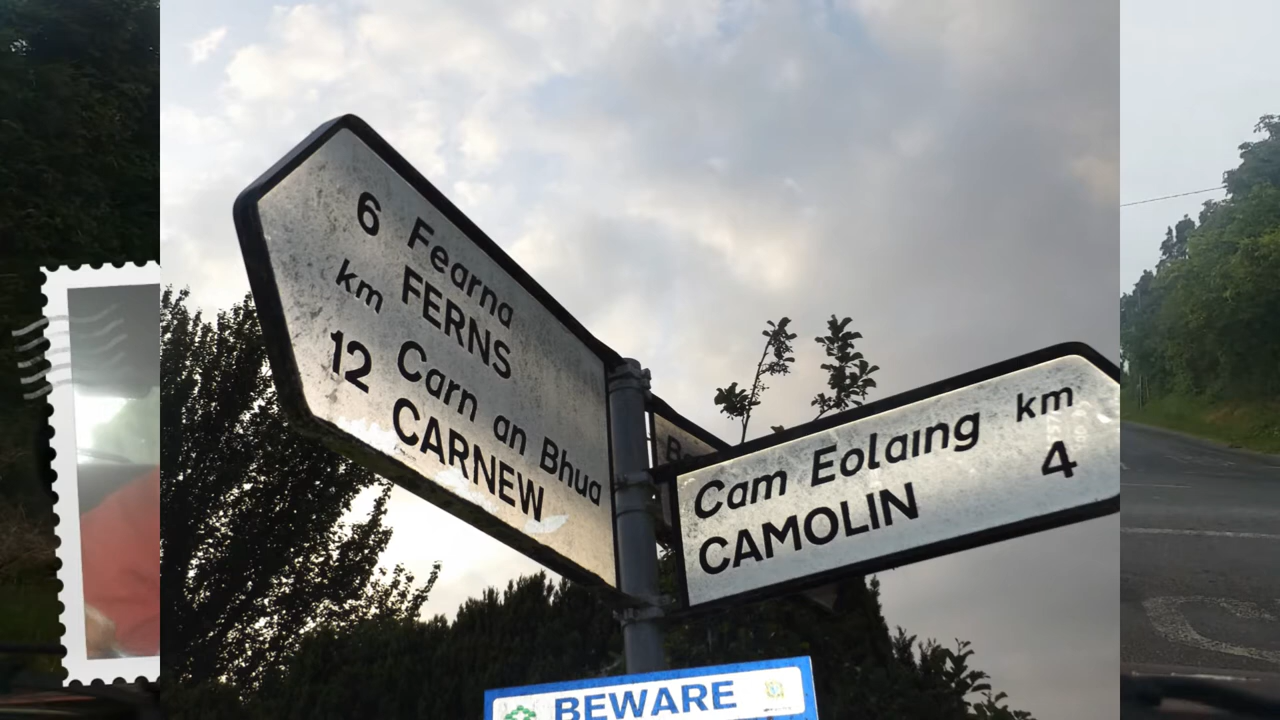 6 Fearna
km FERNS
12 Carn an Bhua
CARNEW
Cam Eolaing km
CAMOLIN 4
BEWARE